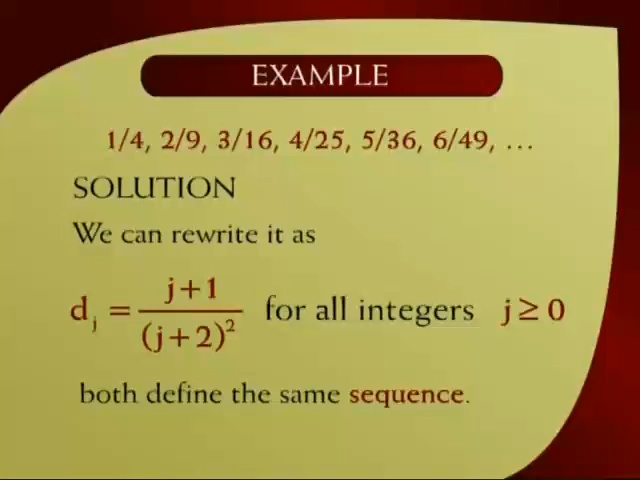 EXAMPLE
1/4, 2/9, 3/16, 4/25, 5/36, 6/49, ...
SOLUTION
We can rewrite it as
d_j = (j+1)/(j+2)² for all integers j ≥ 0
both define the same sequence.